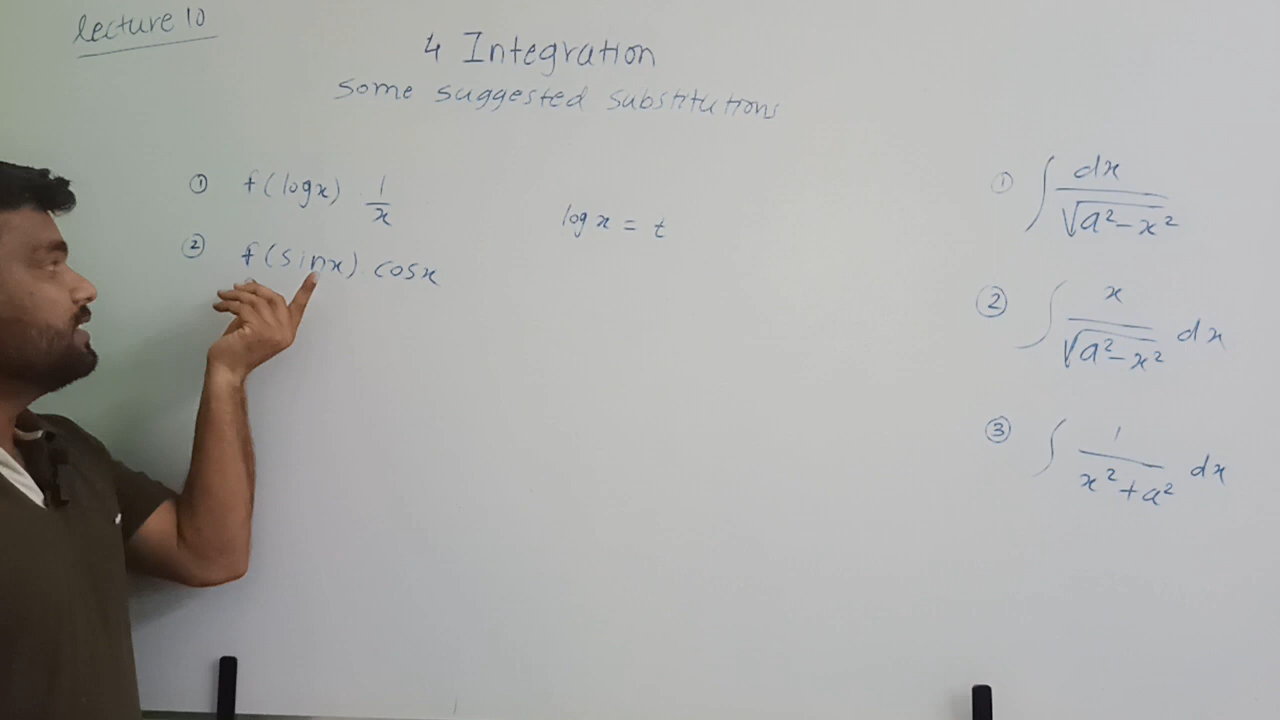 lecture 10
4 Integration
some suggested substitutions
① f(logx) 1/x
logx = t
② f(sinx) cosx
① ∫ dx/√(a²-x²)
② ∫ x/√(a²-x²) dx
③ ∫ 1/(x²+a²) dx